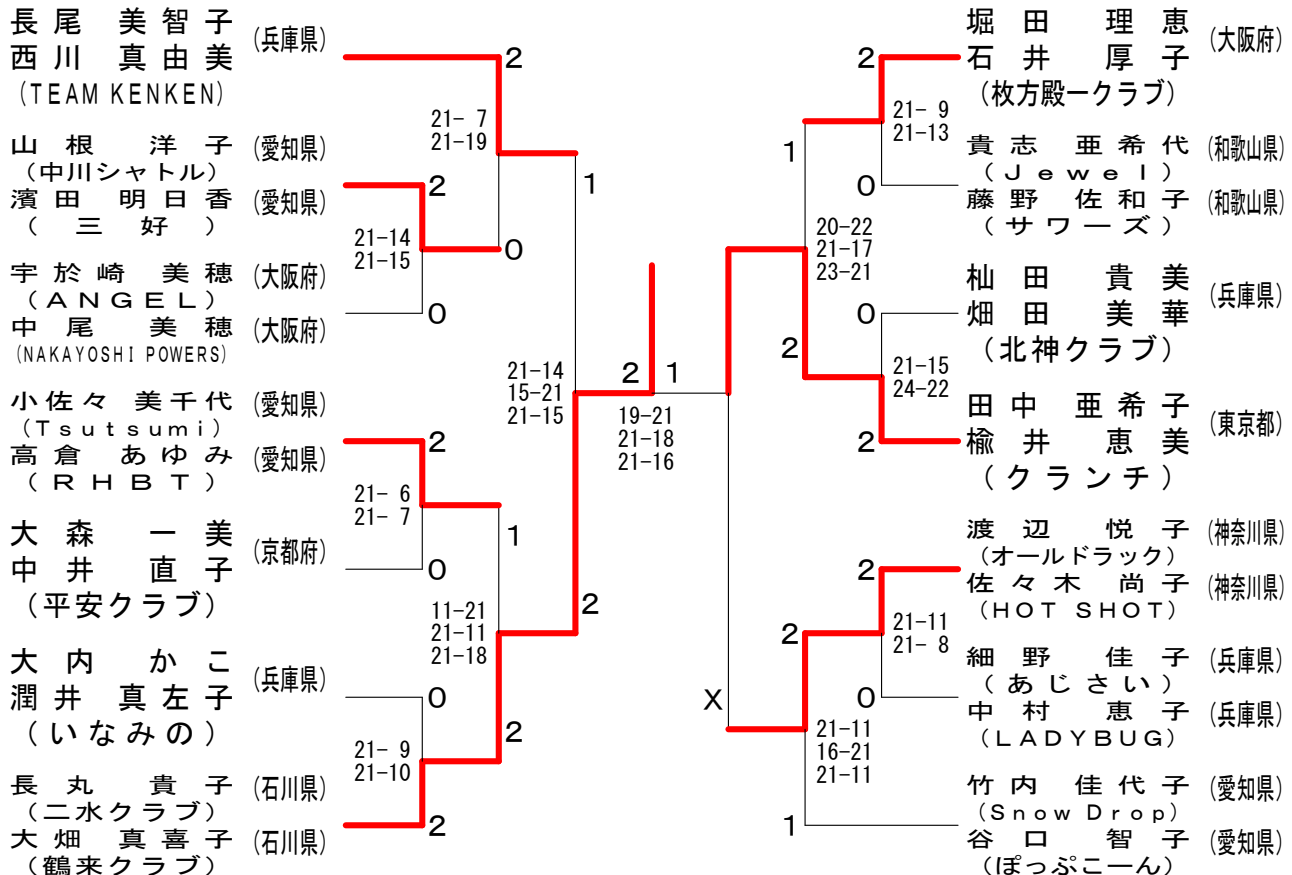 長尾 美智子
西川 真由美
(兵庫県)
(TEAM KENKEN)
山根 洋子
(愛知県)
(中川シャトル)
濱田 明日香
(愛知県)
(三好)
宇於崎 美穂
(大阪府)
(ANGEL)
中尾 美穂
(大阪府)
(NAKAYOSHI POWERS)
小佐々 美千代
(愛知県)
(Tsutsumi)
高倉 あゆみ
(愛知県)
(RHBT)
大森 一美
中井 直子
(京都府)
(平安クラブ)
大内 かこ
潤井 真左子
(兵庫県)
(いなみの)
長丸 貴子
(石川県)
(二水クラブ)
大畑 真喜子
(石川県)
(鶴来クラブ)
2
21- 7
21-19
2
21-14
21-15
0
0
1
2
21- 6
21- 7
0
1
11-21
21-11
21-18
0
21- 9
21-10
2
2
21-14
15-21
21-15
2
2
1
19-21
21-18
21-16
堀田 理恵
石井 厚子
(大阪府)
(枚方殿一クラブ)
貴志 亜希代
(和歌山県)
(Jewel)
藤野 佐和子
(和歌山県)
(サワーズ)
杣田 貴美
畑田 美華
(兵庫県)
(北神クラブ)
田中 亜希子
楡井 恵美
(東京都)
(クランチ)
渡辺 悦子
(神奈川県)
(オールドラック)
佐々木 尚子
(神奈川県)
(HOT SHOT)
細野 佳子
(兵庫県)
(あじさい)
中村 恵子
(兵庫県)
(LADYBUG)
竹内 佳代子
(愛知県)
(Snow Drop)
谷口 智子
(愛知県)
(ぽっぷこーん)
2
21- 9
21-13
1
0
20-22
21-17
23-21
0
2
21-15
24-22
2
2
21-11
21- 8
2
0
X
21-11
16-21
21-11
1